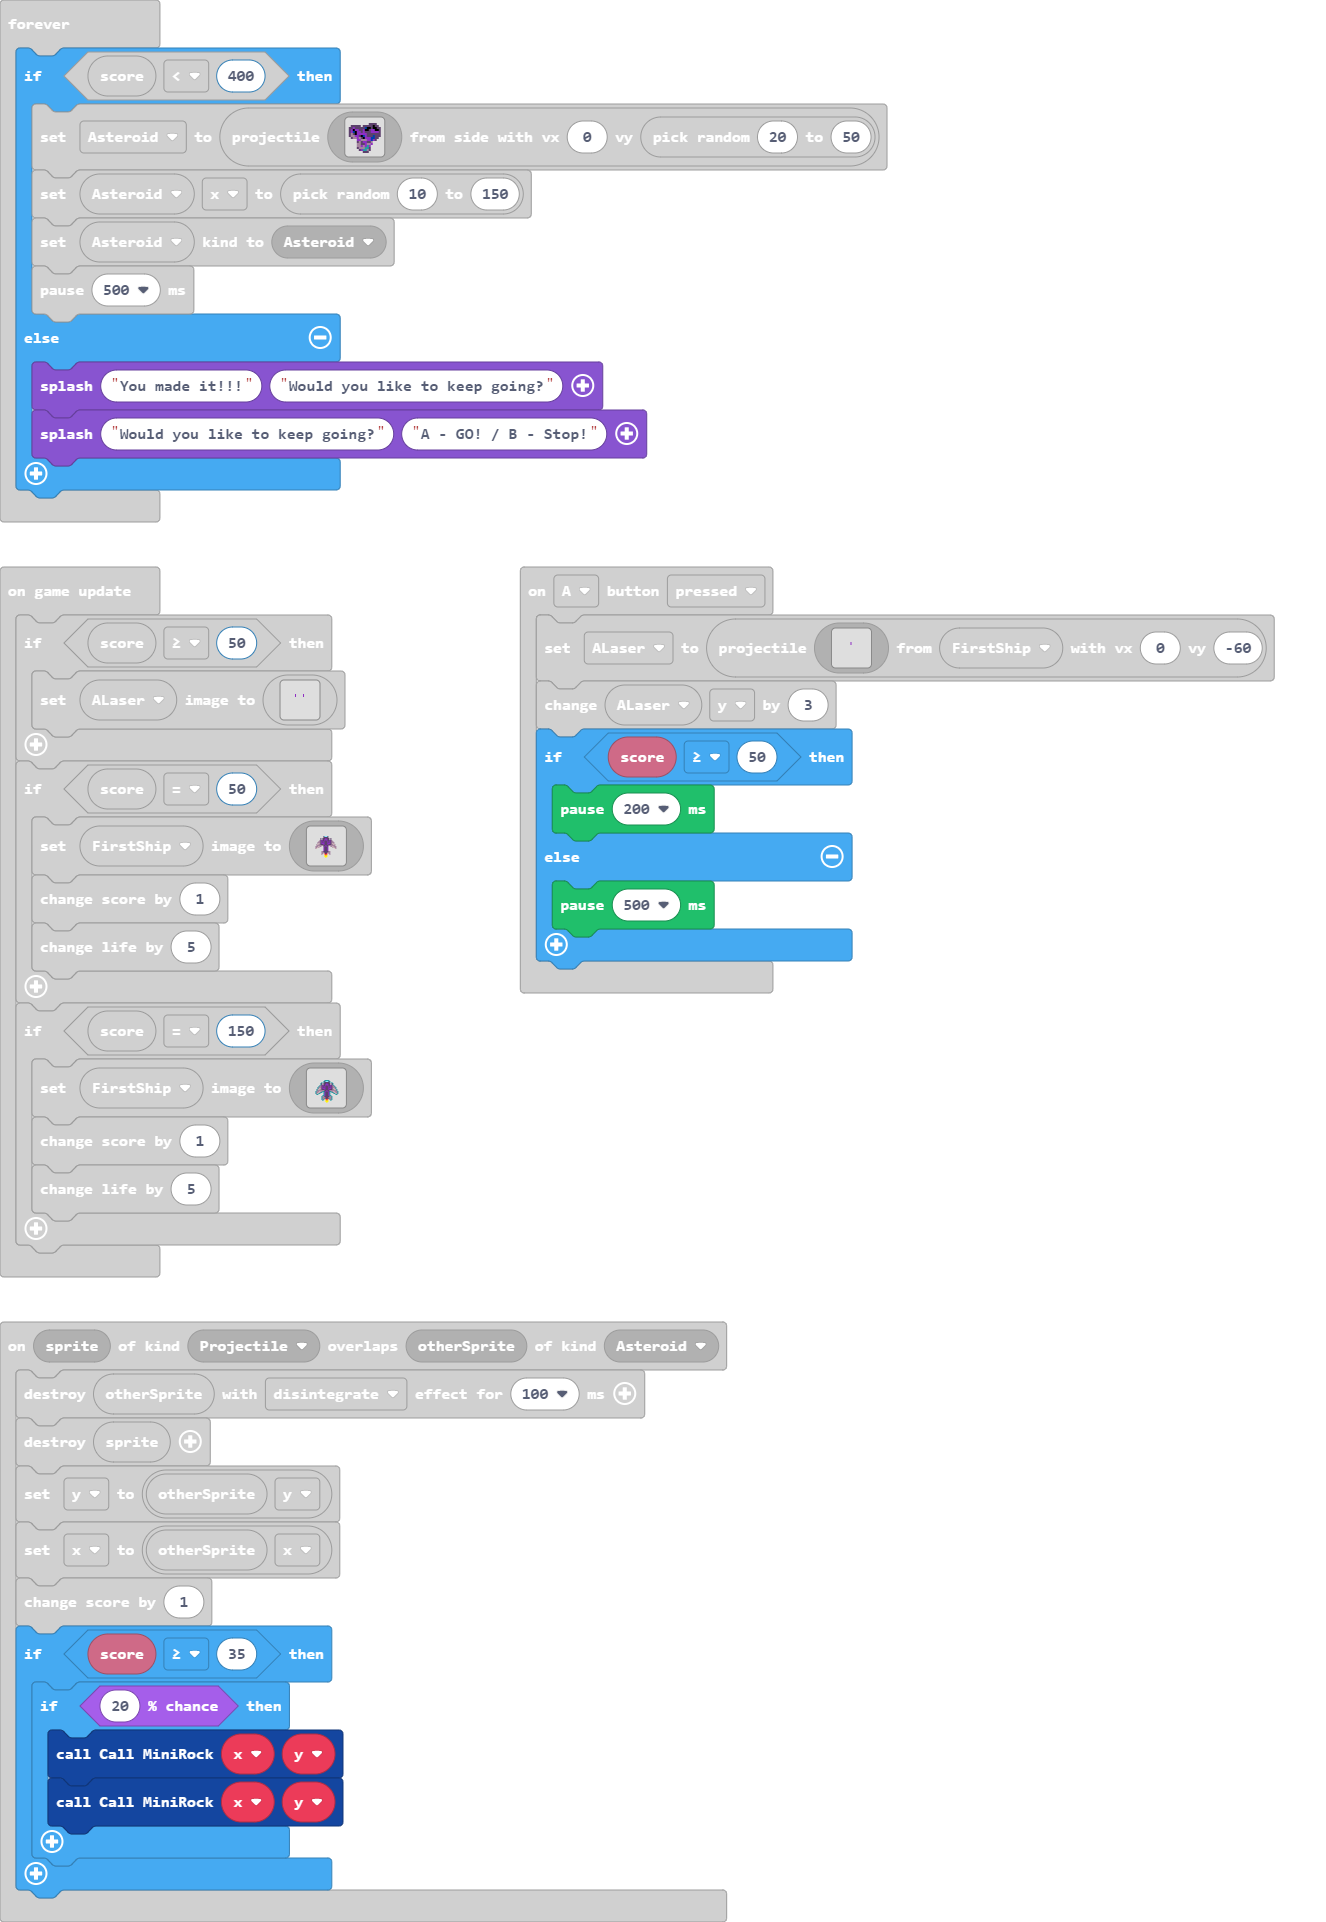 forever
if score < 400 then
set Asteroid to projectile from side with vx 0 vy pick random 20 to 50
set Asteroid x to pick random 10 to 150
set Asteroid kind to Asteroid
pause 500 ms
else
splash "You made it!!!" "Would you like to keep going?"
splash "Would you like to keep going?" "A - GO! / B - Stop!"
on game update
if score ≥ 50 then
set ALaser image to
if score = 50 then
set FirstShip image to
change score by 1
change life by 5
if score = 150 then
set FirstShip image to
change score by 1
change life by 5
on A button pressed
set ALaser to projectile from FirstShip with vx 0 vy -60
change ALaser y by 3
if score ≥ 50 then
pause 200 ms
else
pause 500 ms
on sprite of kind Projectile overlaps otherSprite of kind Asteroid
destroy otherSprite with disintegrate effect for 100 ms
destroy sprite
set y to otherSprite y
set x to otherSprite x
change score by 1
if score ≥ 35 then
if 20 % chance then
call Call MiniRock x y
call Call MiniRock x y